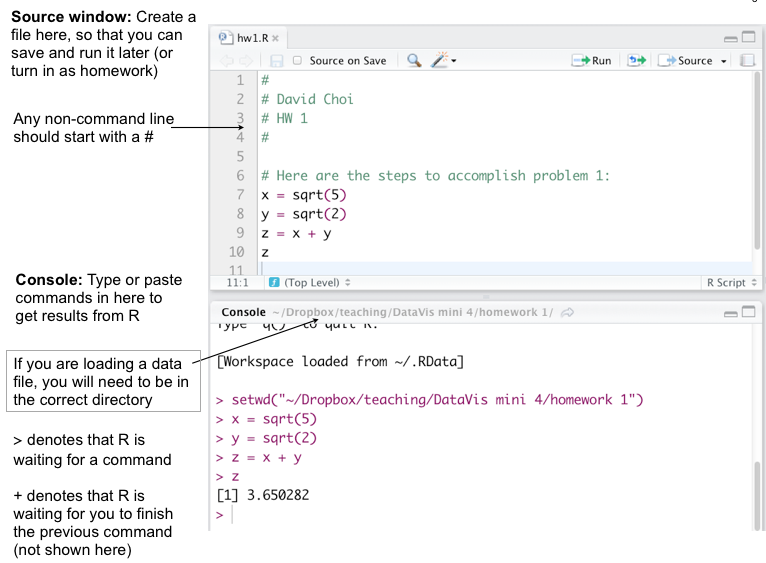 Source window: Create a
file here, so that you can
save and run it later (or
turn in as homework)
Any non-command line
should start with a #
hw1.R
Source on Save
Run
Source
1 #
2 # David Choi
3 # HW 1
4 #
5
6 # Here are the steps to accomplish problem 1:
7 x = sqrt(5)
8 y = sqrt(2)
9 z = x + y
10 z
11
11:1 (Top Level) R Script
Console: Type or paste
commands in here to
get results from R
If you are loading a data
file, you will need to be in
the correct directory
> denotes that R is
waiting for a command
+ denotes that R is
waiting for you to finish
the previous command
(not shown here)
Console ~/Dropbox/teaching/DataVis mini 4/homework 1/
Type 'q()' to quit R.
[Workspace loaded from ~/.RData]
> setwd("~/Dropbox/teaching/DataVis mini 4/homework 1")
> x = sqrt(5)
> y = sqrt(2)
> z = x + y
> z
[1] 3.650282
>